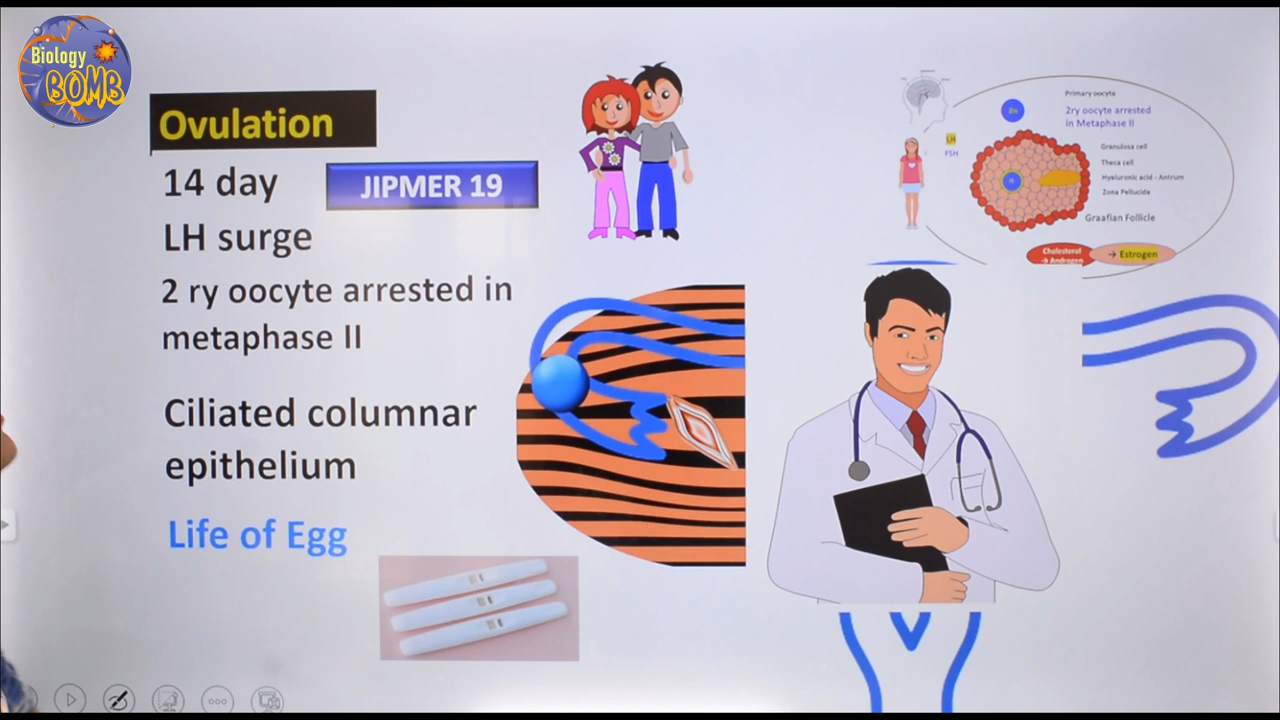 Biology
BOMB
Ovulation
14 day
JIPMER 19
LH surge
2 ry oocyte arrested in
metaphase II
Ciliated columnar
epithelium
Life of Egg
Primary oocyte
2n
2ry oocyte arrested
in Metaphase II
LH
FSH
Granulosa cell
Theca cell
Hyaluronic acid - Antrum
Zona Pellucida
n
Graafian Follicle
Cholesterol
→ Androgen
→ Estrogen